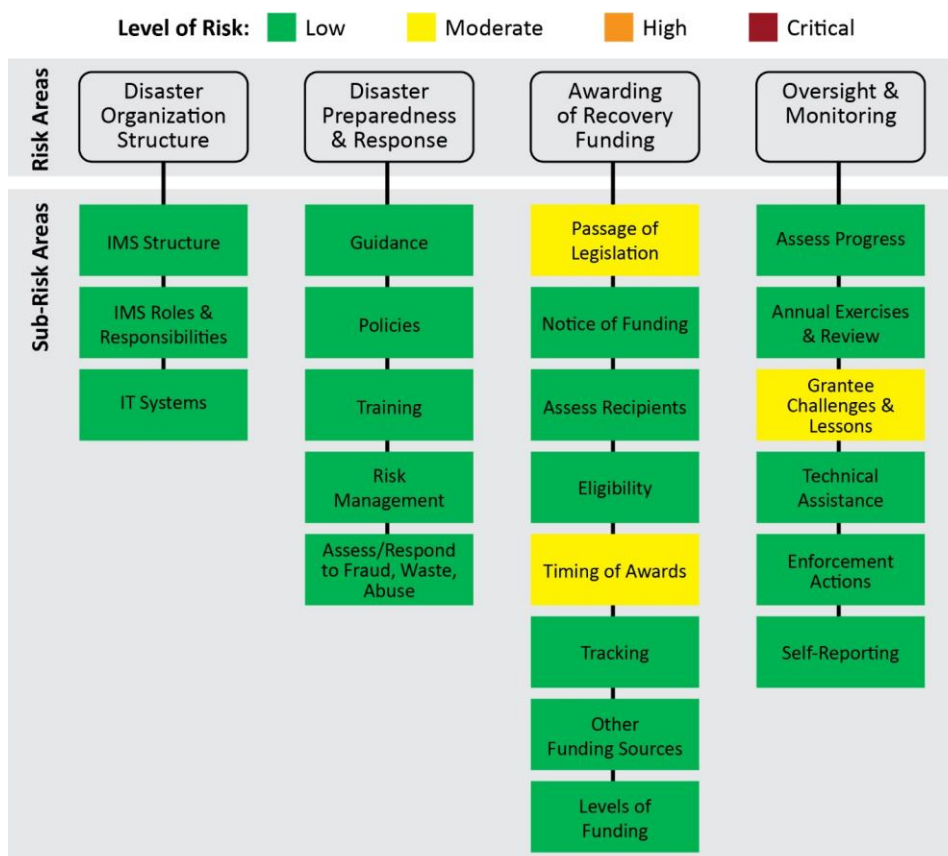 Level of Risk: Low Moderate High Critical
Risk Areas
Disaster
Organization
Structure
Disaster
Preparedness
& Response
Awarding
of Recovery
Funding
Oversight &
Monitoring
Sub-Risk Areas
IMS Structure
IMS Roles &
Responsibilities
IT Systems
Guidance
Policies
Training
Risk
Management
Assess/Respond
to Fraud, Waste,
Abuse
Passage of
Legislation
Notice of Funding
Assess Recipients
Eligibility
Timing of Awards
Tracking
Other
Funding Sources
Levels of
Funding
Assess Progress
Annual Exercises
& Review
Grantee
Challenges &
Lessons
Technical
Assistance
Enforcement
Actions
Self-Reporting